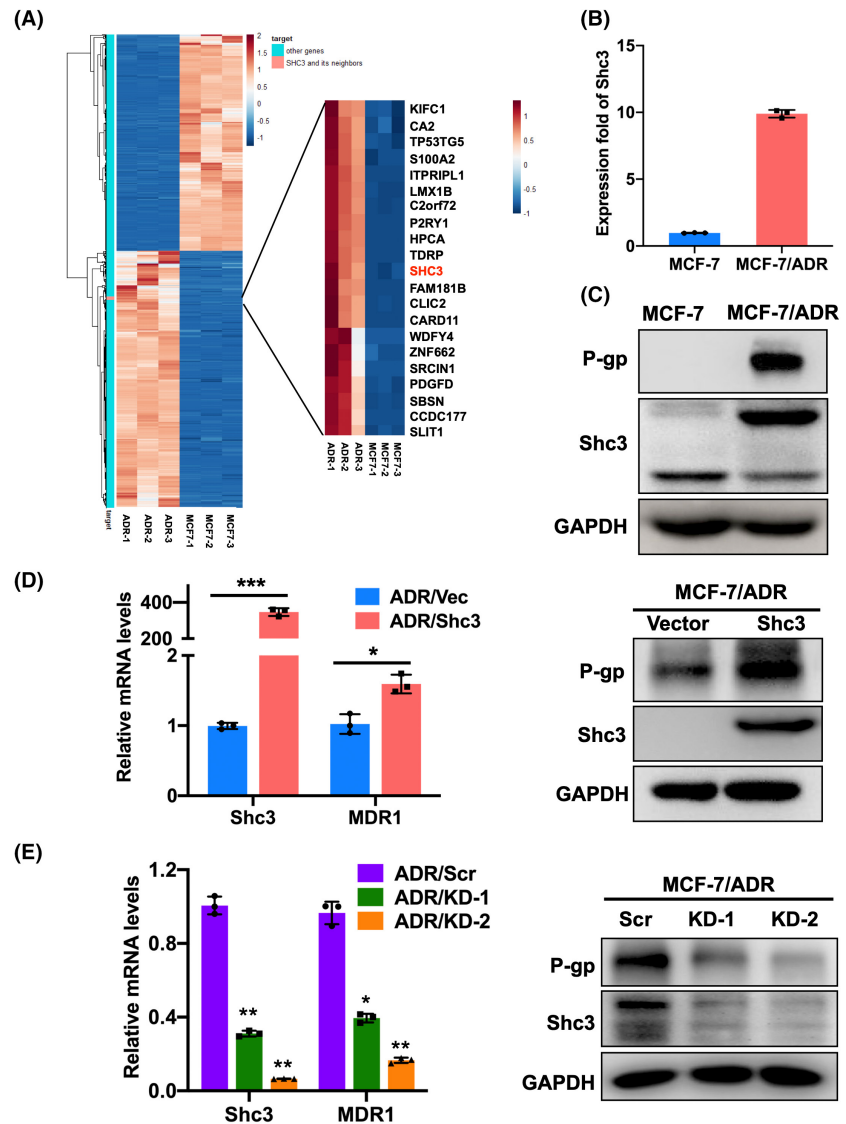 (A)
target
other genes
SHC3 and its neighbors
2
1.5
1
0.5
0
-0.5
-1
target
ADR-1
ADR-2
ADR-3
MCF7-1
MCF7-2
MCF7-3
KIFC1
CA2
TP53TG5
S100A2
ITPRIPL1
LMX1B
C2orf72
P2RY1
HPCA
TDRP
SHC3
FAM181B
CLIC2
CARD11
WDFY4
ZNF662
SRCIN1
PDGFD
SBSN
CCDC177
SLIT1
1
0.5
0
-0.5
-1
ADR-1
ADR-2
ADR-3
MCF7-1
MCF7-2
MCF7-3
(B)
Expression fold of Shc3
15
10
5
0
MCF-7
MCF-7/ADR
(C)
MCF-7 MCF-7/ADR
P-gp
Shc3
GAPDH
(D)
Relative mRNA levels
400
200
2
1
0
***
*
ADR/Vec
ADR/Shc3
Shc3
MDR1
MCF-7/ADR
Vector Shc3
P-gp
Shc3
GAPDH
(E)
Relative mRNA levels
1.2
0.8
0.4
0.0
**
**
*
**
ADR/Scr
ADR/KD-1
ADR/KD-2
Shc3
MDR1
MCF-7/ADR
Scr KD-1 KD-2
P-gp
Shc3
GAPDH